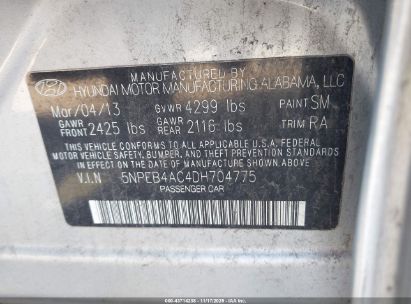 MANUFACTURED BY
HYUNDAI MOTOR MANUFACTURING ALABAMA, LLC
Mar/04/13 GVWR 4299 lbs PAINT SM
GAWR FRONT 2425 lbs GAWR REAR 2116 lbs TRIM RA
THIS VEHICLE CONFORMS TO ALL APPLICABLE U.S. FEDERAL MOTOR VEHICLE
SAFETY, BUMPER, AND THEFT PREVENTION STANDARDS IN
EFFECT ON THE DATE OF MANUFACTURE SHOWN ABOVE.
V.I.N 5NPEB4AC4DH704775
PASSENGER CAR